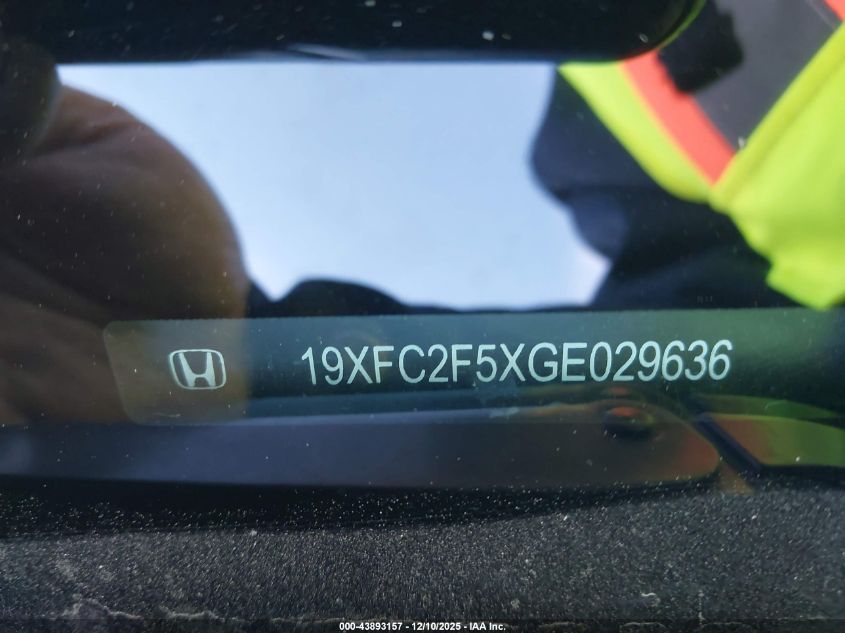 19XFC2F5XGE029636
000-43893157 - 12/10/2025 - IAA Inc.